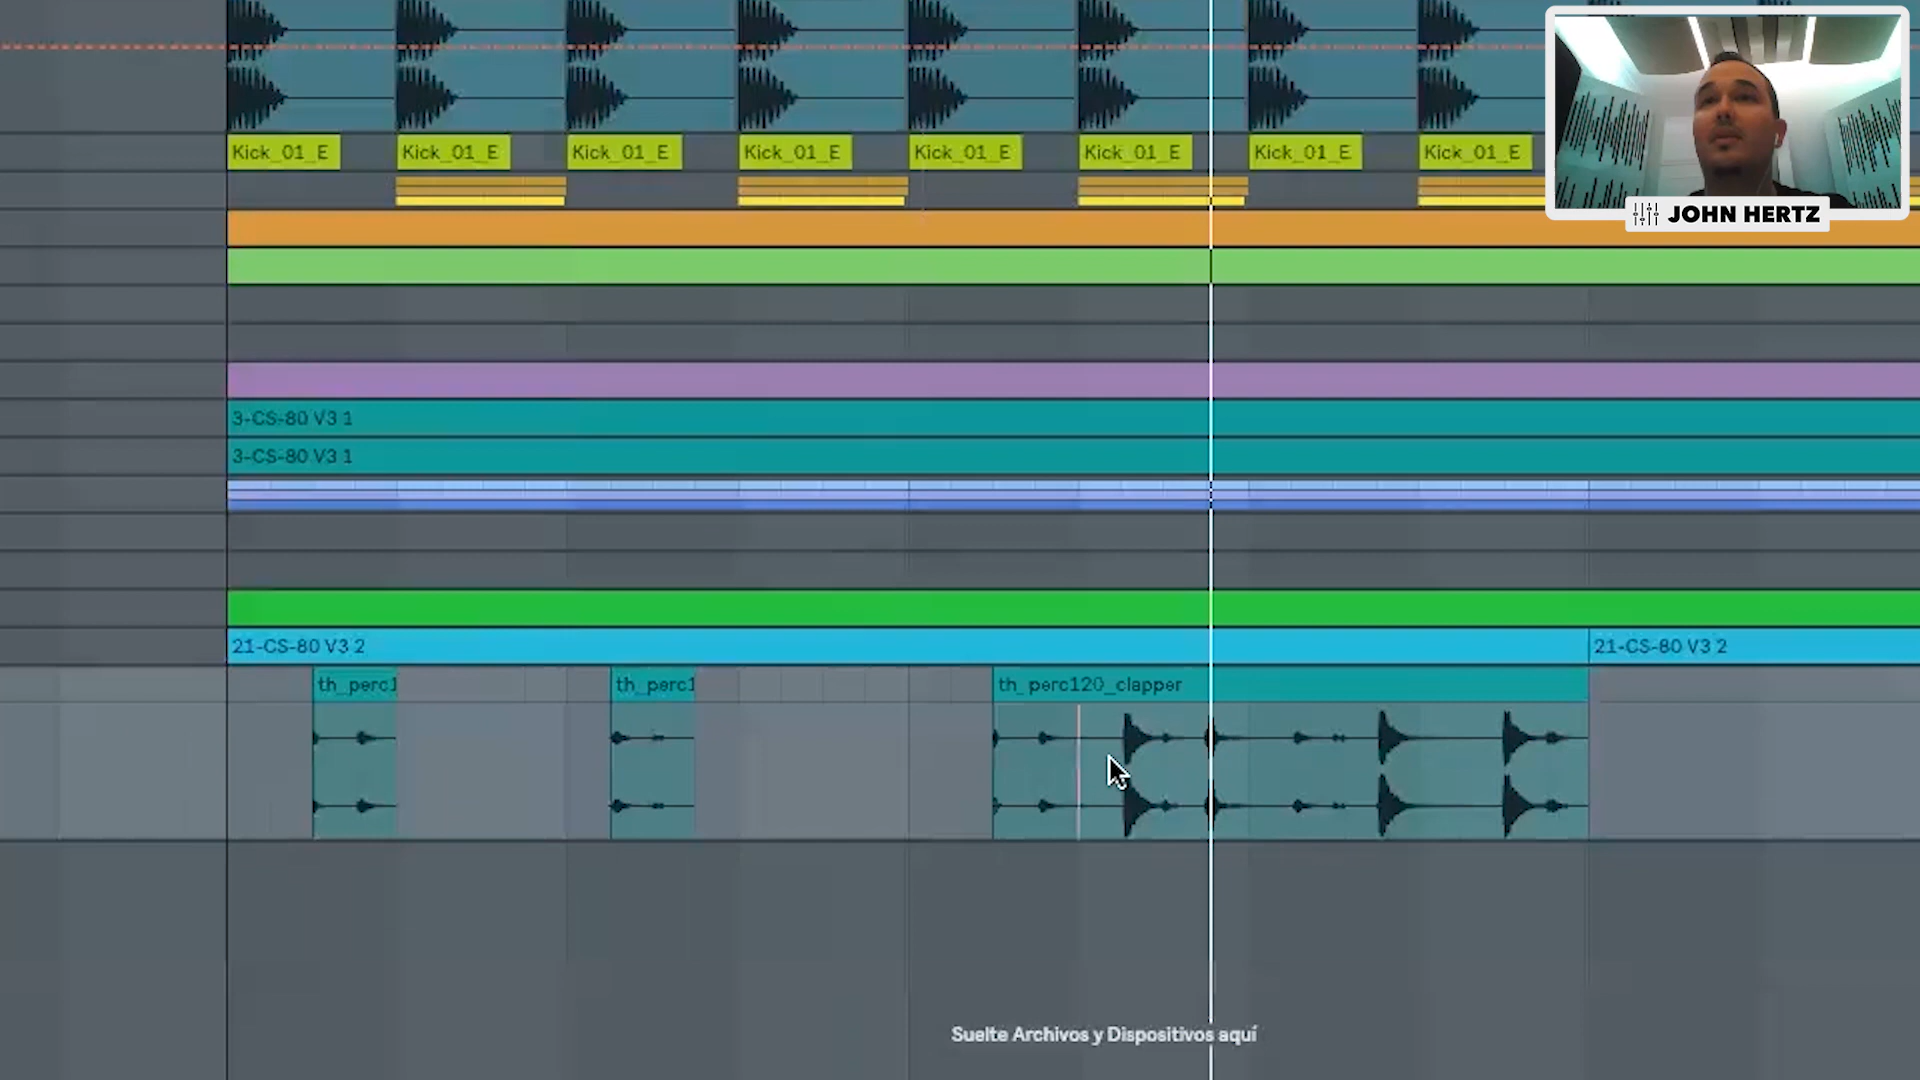 JOHN HERTZ
Kick_01_E Kick_01_E Kick_01_E Kick_01_E Kick_01_E Kick_01_E Kick_01_E Kick_01_E
3-CS-80 V3 1
3-CS-80 V3 1
21-CS-80 V3 2 21-CS-80 V3 2
th_perc1 th_perc1 th_perc120_clapper
Suelte Archivos y Dispositivos aquí